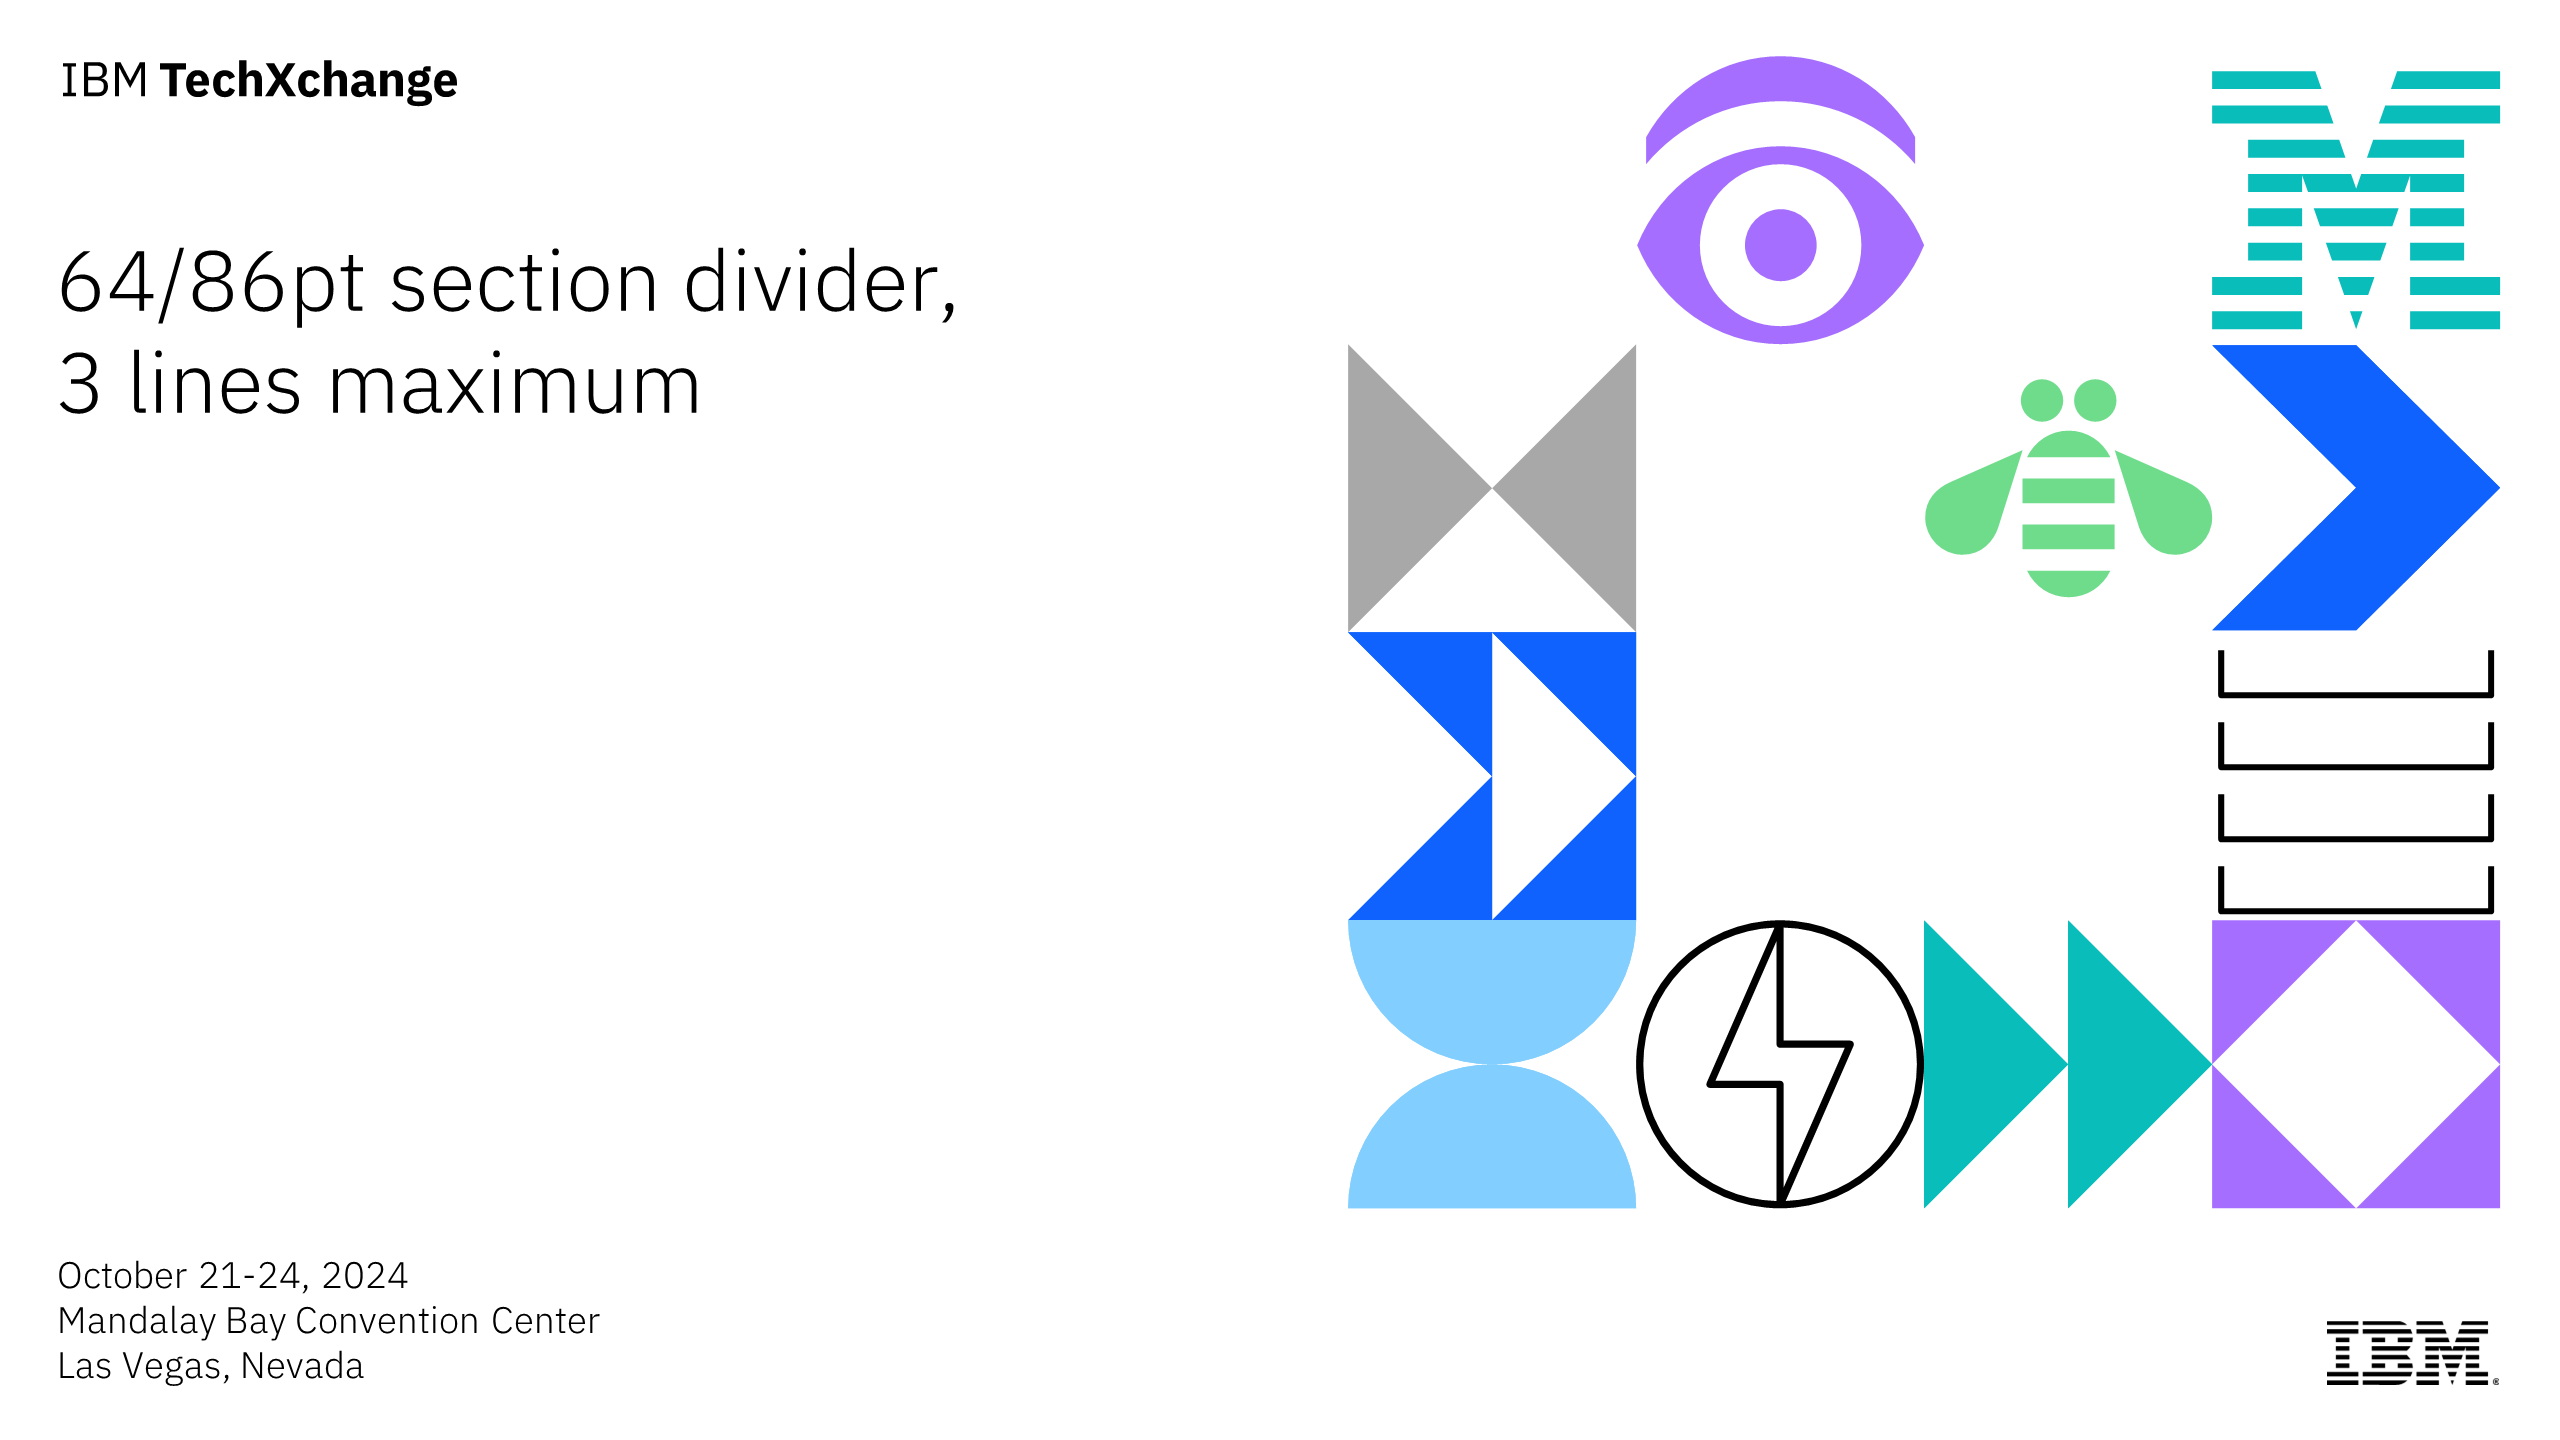 IBM TechXchange
64/86pt section divider,
3 lines maximum
M
October 21-24, 2024
Mandalay Bay Convention Center
Las Vegas, Nevada
IBM®